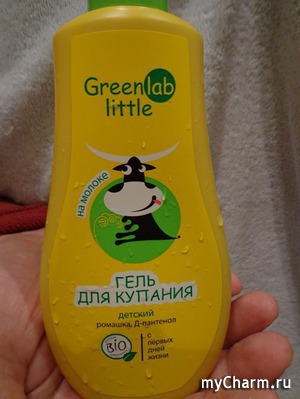 Greenlab
little
на молоке
ГЕЛЬ
ДЛЯ КУПАНИЯ
детский
ромашка, Д-пантенол
BIO
с
первых
дней
жизни
myCharm.ru